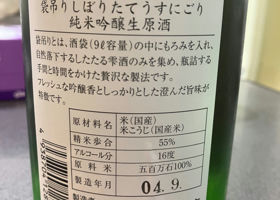 袋吊りしぼりたてうすにごり
純米吟醸生原酒
袋吊りとは、酒袋(9ℓ容量)の中にもろみを入れ、
自然落下するしたたる雫酒のみを集め、瓶詰する
手間と時間をかけた贅沢な製法です。
フレッシュな吟醸香としっとりした澄んだ旨味が
特徴。
原材料名 米(国産)
米こうじ(国産米)
精米歩合 55%
アルコール分 16度
原料米 五百万石100%
製造年月 04.9.
製造者